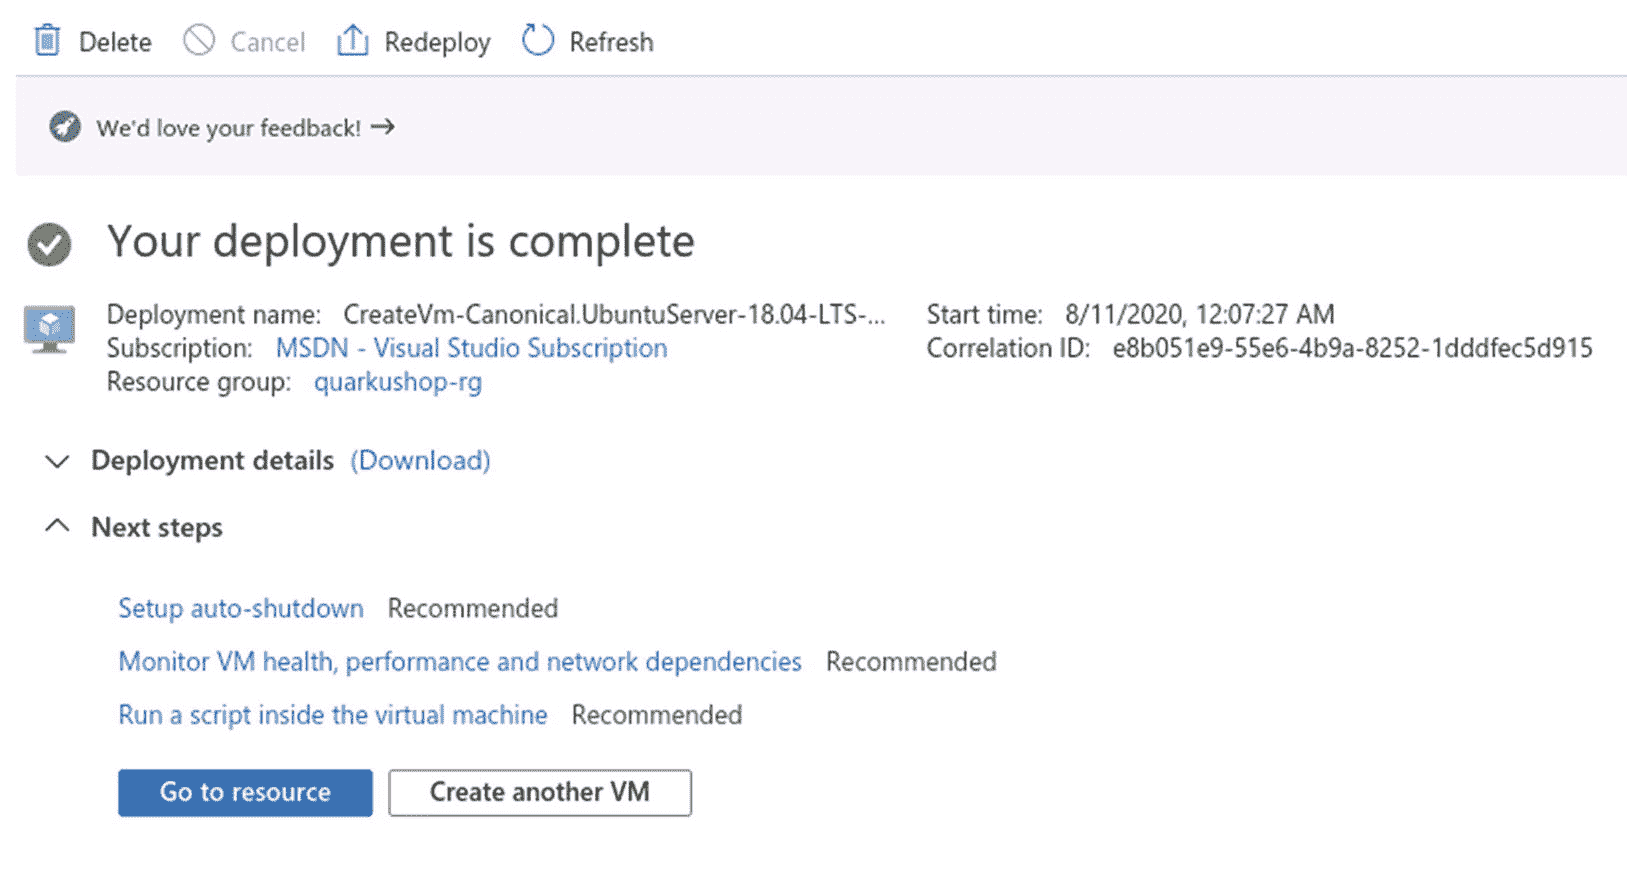 Delete Cancel Redeploy Refresh
We'd love your feedback! →
Your deployment is complete
Deployment name: CreateVm-Canonical.UbuntuServer-18.04-LTS-... Start time: 8/11/2020, 12:07:27 AM
Subscription: MSDN - Visual Studio Subscription Correlation ID: e8b051e9-55e6-4b9a-8252-1dddfec5d915
Resource group: quarkushop-rg
Deployment details (Download)
Next steps
Setup auto-shutdown Recommended
Monitor VM health, performance and network dependencies Recommended
Run a script inside the virtual machine Recommended
Go to resource Create another VM